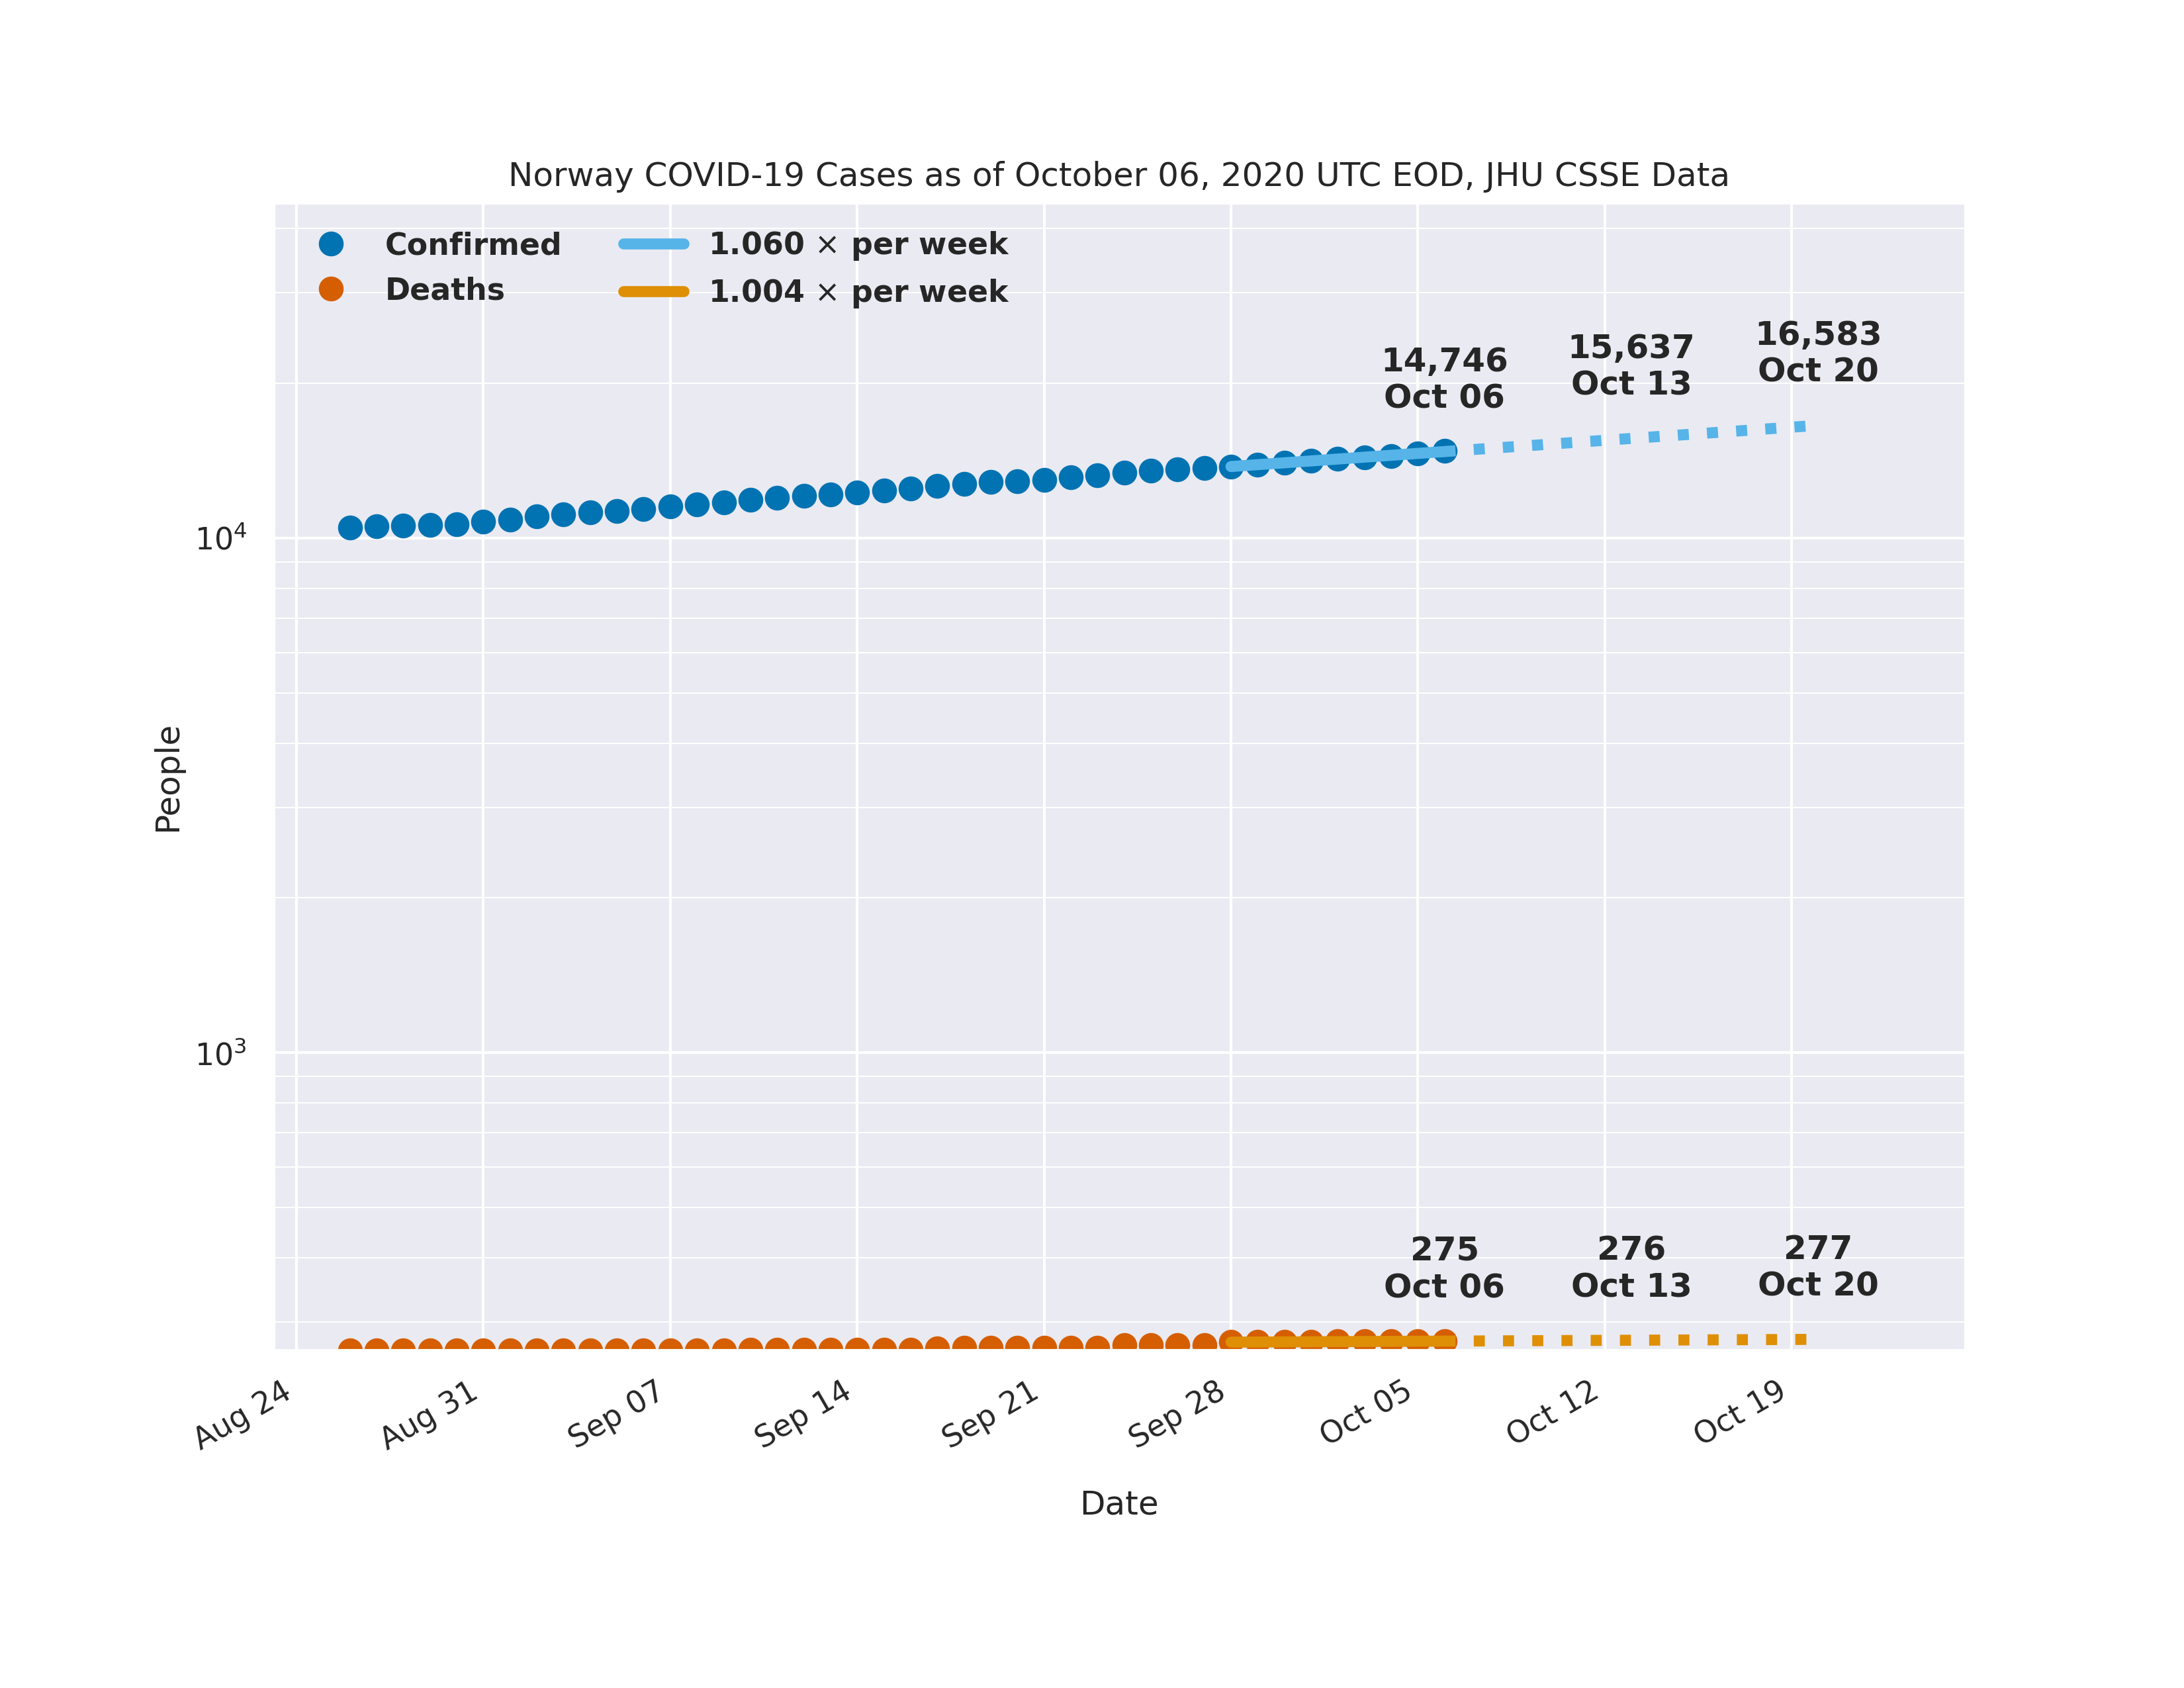 Norway COVID-19 Cases as of October 06, 2020 UTC EOD, JHU CSSE Data
Confirmed
Deaths
1.060 × per week
1.004 × per week
14,746
Oct 06
15,637
Oct 13
16,583
Oct 20
10⁴
People
10³
275
Oct 06
276
Oct 13
277
Oct 20
Aug 24
Aug 31
Sep 07
Sep 14
Sep 21
Sep 28
Oct 05
Oct 12
Oct 19
Date